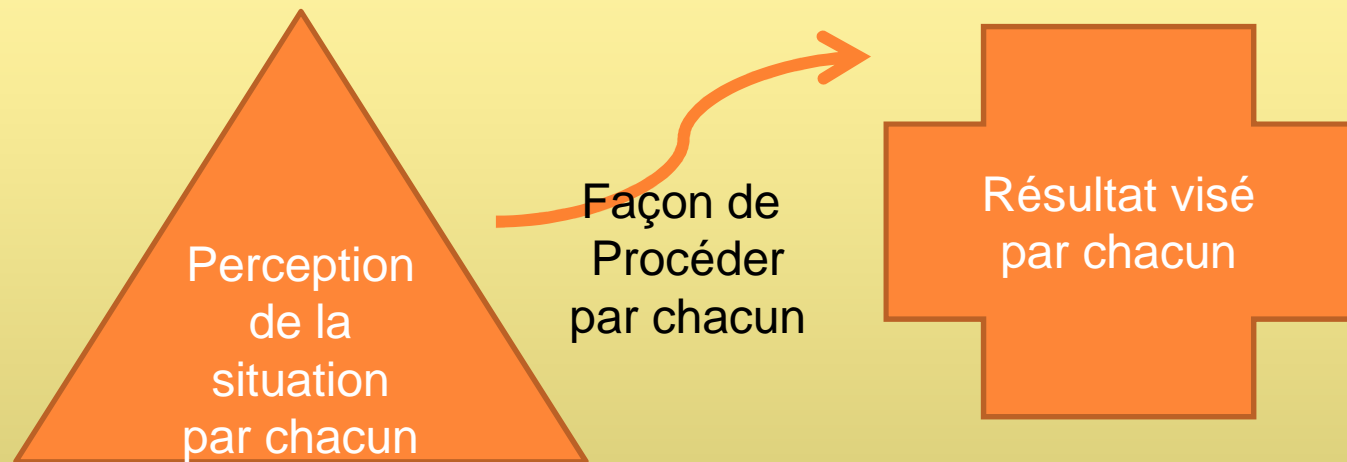 Perception
de la
situation
par chacun
Façon de
Procéder
par chacun
Résultat visé
par chacun